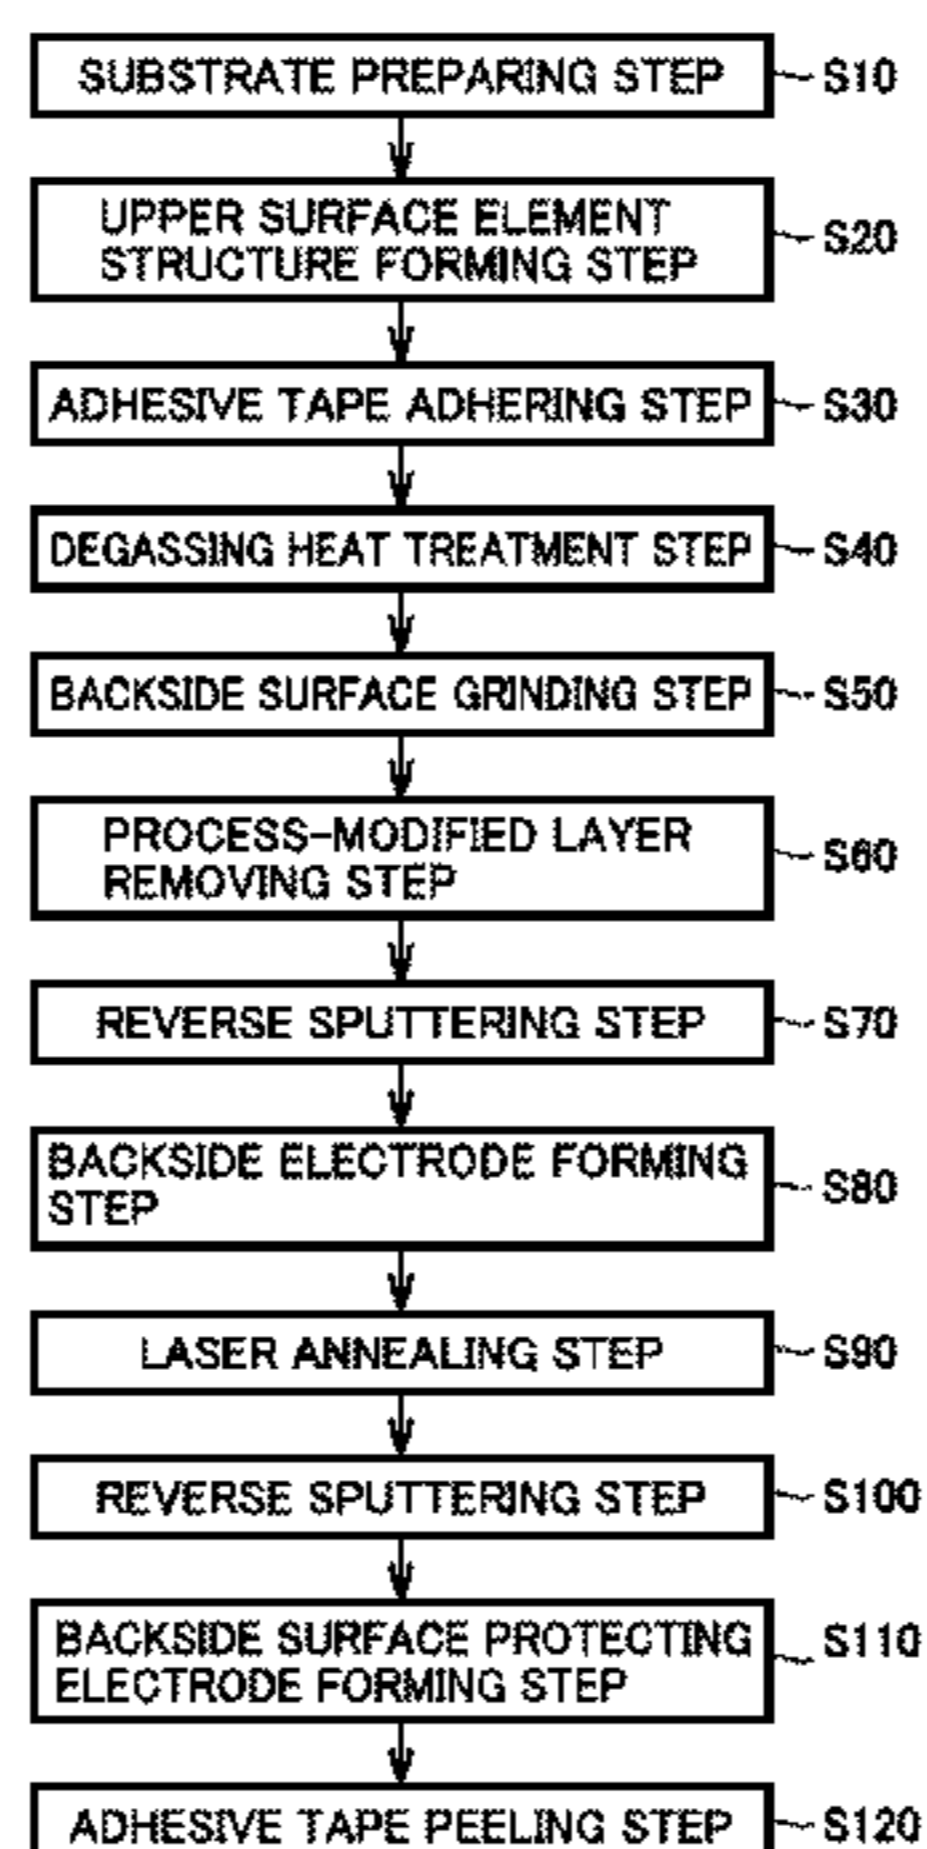 SUBSTRATE PREPARING STEP S10
UPPER SURFACE ELEMENT
STRUCTURE FORMING STEP S20
ADHESIVE TAPE ADHERING STEP S30
DEGASSING HEAT TREATMENT STEP S40
BACKSIDE SURFACE GRINDING STEP S50
PROCESS-MODIFIED LAYER
REMOVING STEP S60
REVERSE SPUTTERING STEP S70
BACKSIDE ELECTRODE FORMING
STEP S80
LASER ANNEALING STEP S90
REVERSE SPUTTERING STEP S100
BACKSIDE SURFACE PROTECTING
ELECTRODE FORMING STEP S110
ADHESIVE TAPE PEELING STEP S120